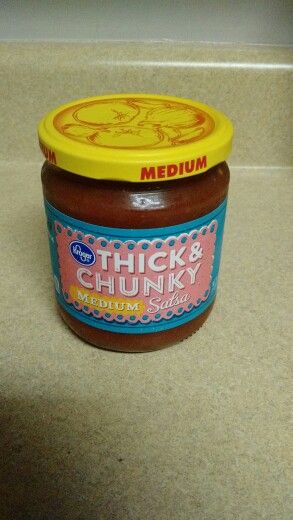 MEDIUM
Kroger
THICK &
CHUNKY
MEDIUM Salsa